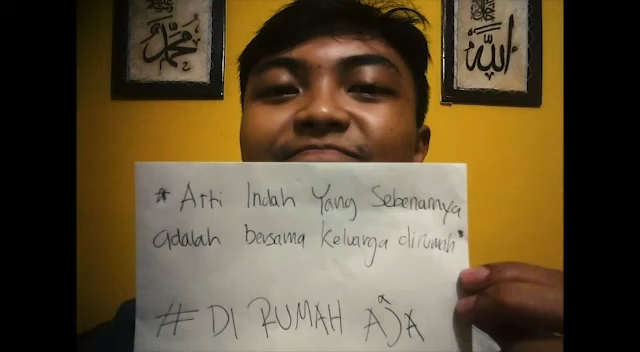 محمد
الله
* Arti Indah Yang Sebenarnya
adalah bersama keluarga dirumah"
# DI RUMAH AJA